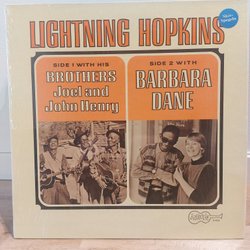 LIGHTNING HOPKINS
SIDE 1 WITH HIS
BROTHERS
Joel and
John Henry
SIDE 2 WITH
BARBARA
DANE